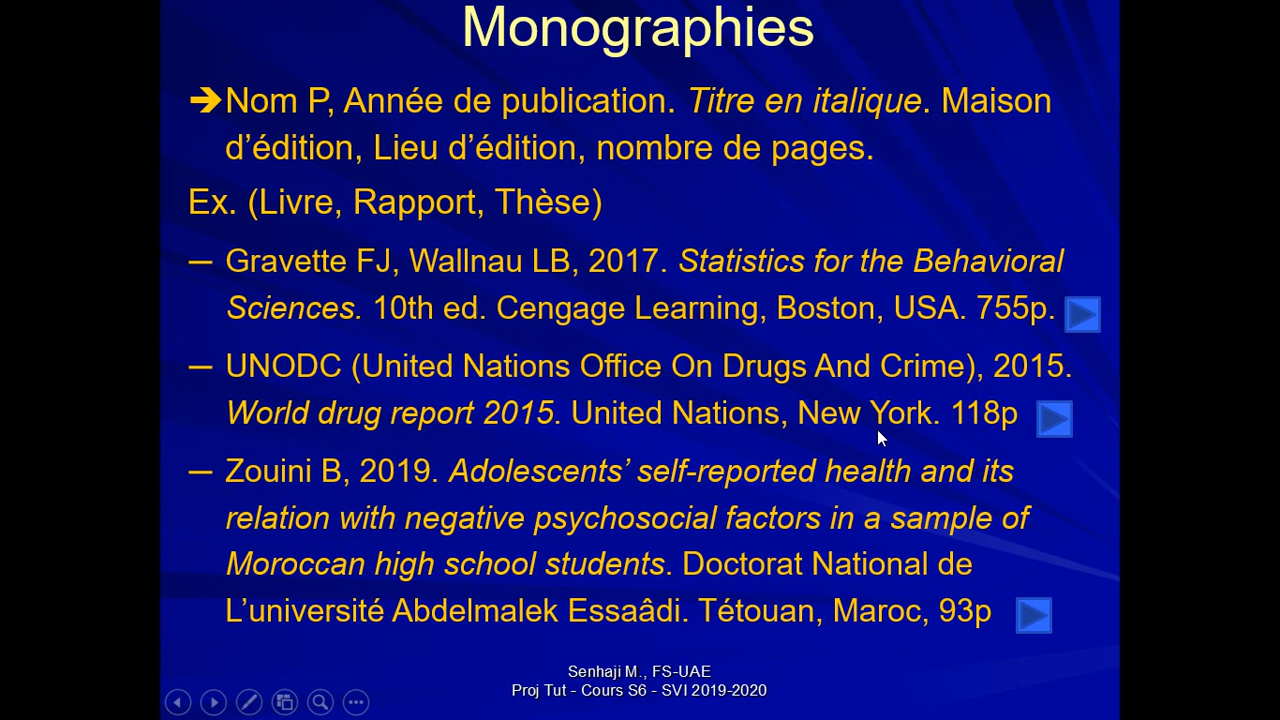 Monographies
➔Nom P, Année de publication. Titre en italique. Maison
d’édition, Lieu d’édition, nombre de pages.
Ex. (Livre, Rapport, Thèse)
— Gravette FJ, Wallnau LB, 2017. Statistics for the Behavioral
Sciences. 10th ed. Cengage Learning, Boston, USA. 755p.
— UNODC (United Nations Office On Drugs And Crime), 2015.
World drug report 2015. United Nations, New York. 118p
— Zouini B, 2019. Adolescents’ self-reported health and its
relation with negative psychosocial factors in a sample of
Moroccan high school students. Doctorat National de
L’université Abdelmalek Essaâdi. Tétouan, Maroc, 93p
Senhaji M., FS-UAE
Proj Tut - Cours S6 - SVI 2019-2020